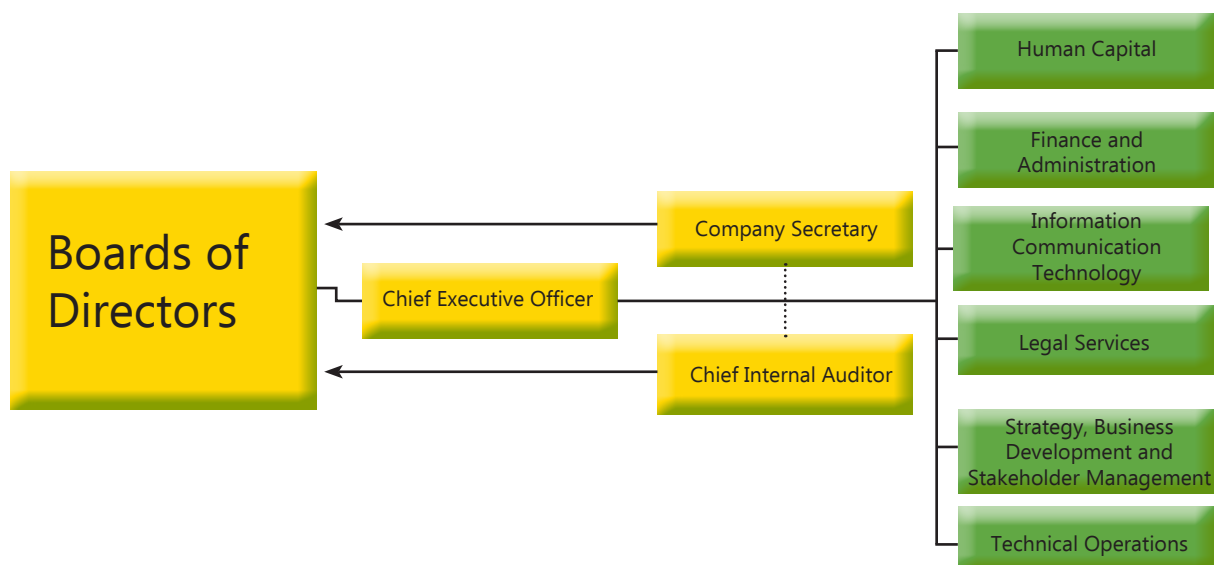 Boards of
Directors
Chief Executive Officer
Company Secretary
Chief Internal Auditor
Human Capital
Finance and
Administration
Information
Communication
Technology
Legal Services
Strategy, Business
Development and
Stakeholder Management
Technical Operations